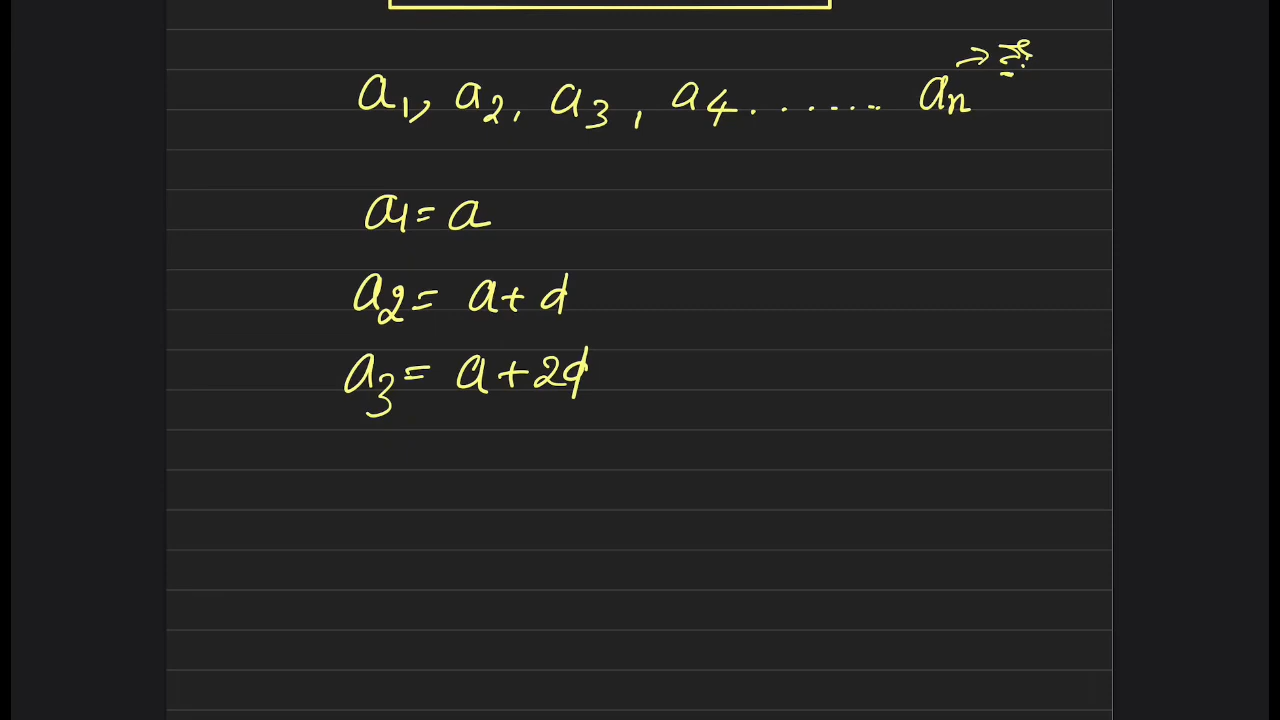 a₁, a₂, a₃, a₄....... aₙ →
a₁ = a
a₂ = a + d
a₃ = a + 2d